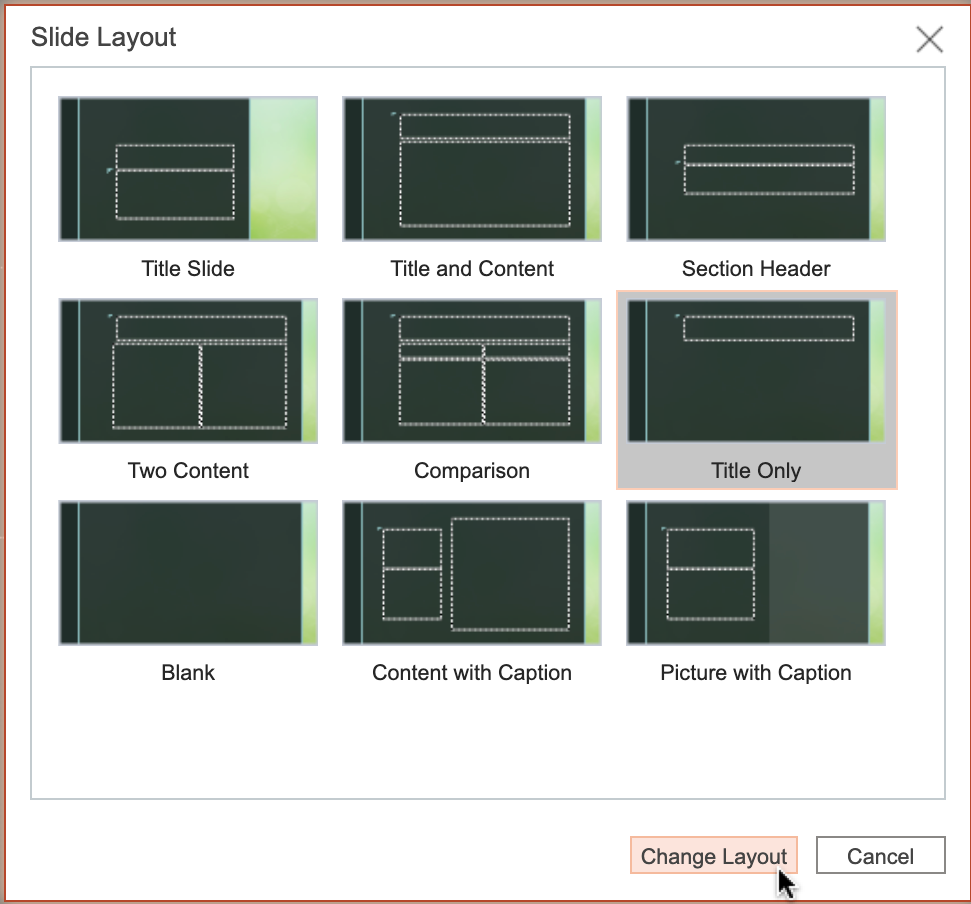 Slide Layout
Title Slide
Title and Content
Section Header
Two Content
Comparison
Title Only
Blank
Content with Caption
Picture with Caption
Change Layout
Cancel